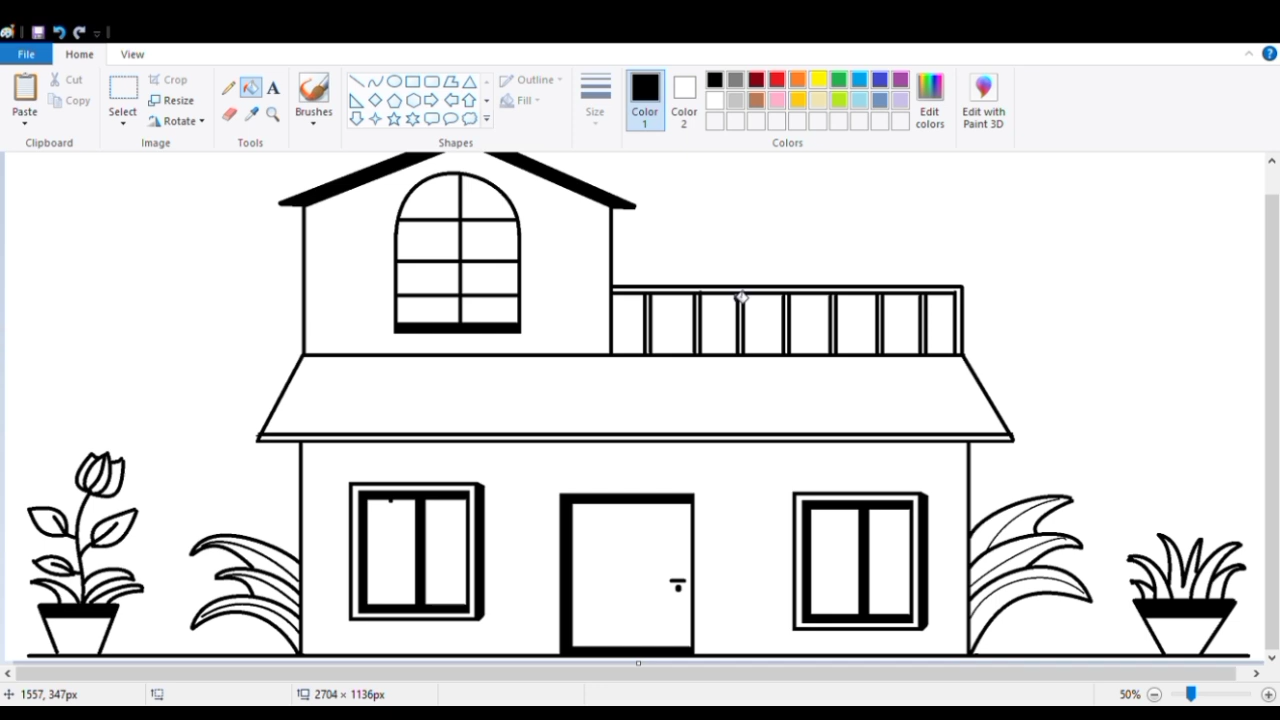 File Home View
Cut
Copy
Paste
Clipboard
Select
Crop
Resize
Rotate
Image
A
Tools
Brushes
Shapes
Outline
Fill
Size
Color 1
Color 2
Edit colors
Colors
Edit with Paint 3D
?
1557, 347px
2704 × 1136px
50%